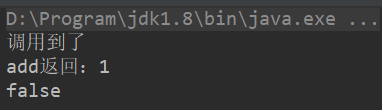 D:\Program\jdk1.8\bin\java.exe ...
调用到了
add返回：1
false